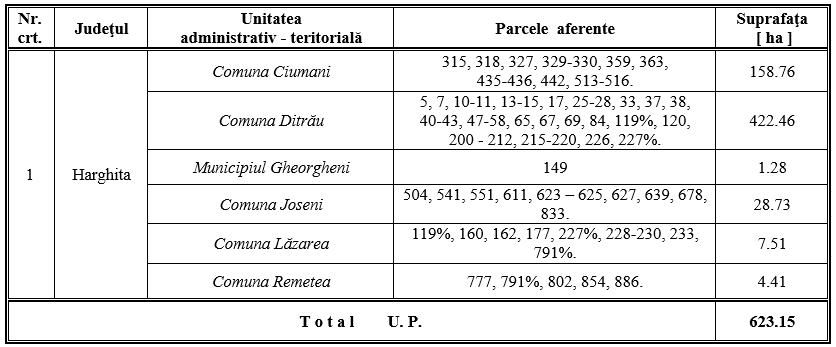 Nr. crt. Judeţul Unitatea administrativ - teritorială Parcele aferente Suprafaţa [ ha ]
1 Harghita
Comuna Ciumani 315, 318, 327, 329-330, 359, 363, 158.76
435-436, 442, 513-516.
Comuna Ditrău 5, 7, 10-11, 13-15, 17, 25-28, 33, 37, 38, 422.46
40-43, 47-58, 65, 67, 69, 84, 119%, 120,
200 - 212, 215-220, 226, 227%.
Municipiul Gheorgheni 149 1.28
Comuna Joseni 504, 541, 551, 611, 623 – 625, 627, 639, 678, 28.73
833.
Comuna Lăzarea 119%, 160, 162, 177, 227%, 228-230, 233, 7.51
791%.
Comuna Remetea 777, 791%, 802, 854, 886. 4.41
T o t a l U. P. 623.15